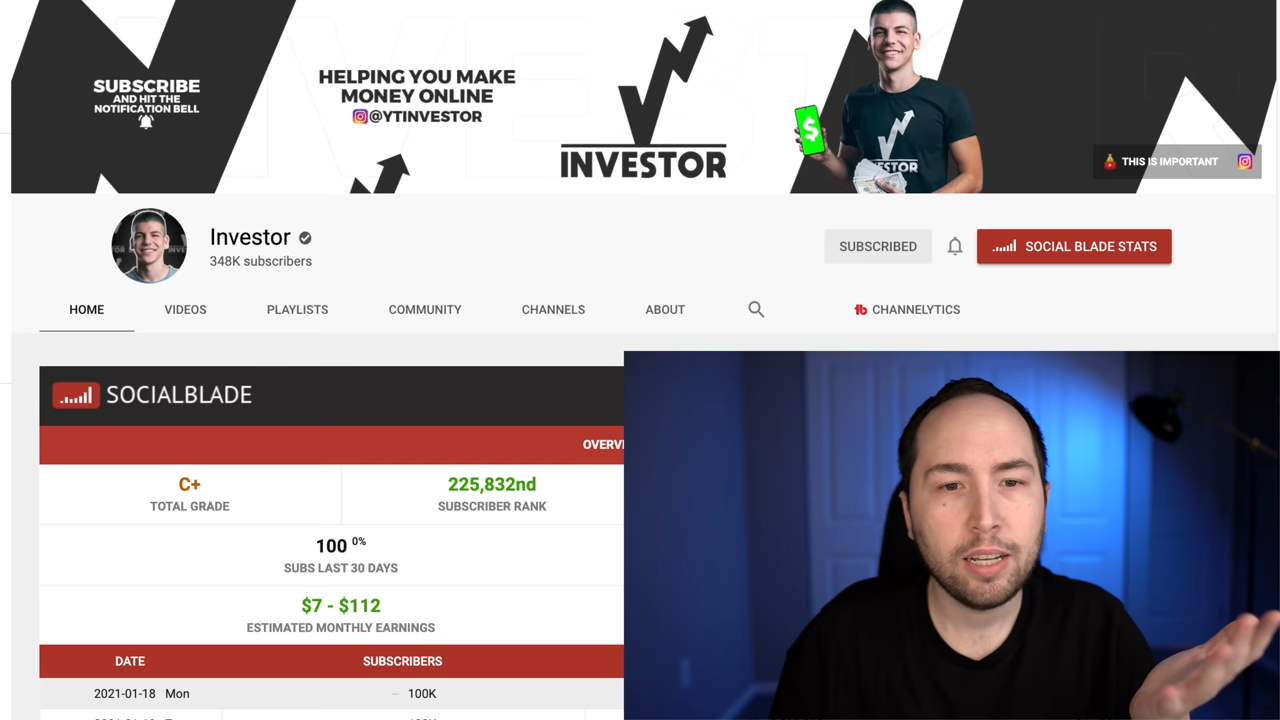 SUBSCRIBE
AND HIT THE
NOTIFICATION BELL
HELPING YOU MAKE
MONEY ONLINE
@YTINVESTOR
INVESTOR
INVESTOR
THIS IS IMPORTANT
Investor
348K subscribers
SUBSCRIBED
SOCIAL BLADE STATS
HOME
VIDEOS
PLAYLISTS
COMMUNITY
CHANNELS
ABOUT
CHANNELYTICS
SOCIALBLADE
C+
TOTAL GRADE
225,832nd
SUBSCRIBER RANK
100 0%
SUBS LAST 30 DAYS
$7 - $112
ESTIMATED MONTHLY EARNINGS
DATE
SUBSCRIBERS
2021-01-18 Mon
-- 100K